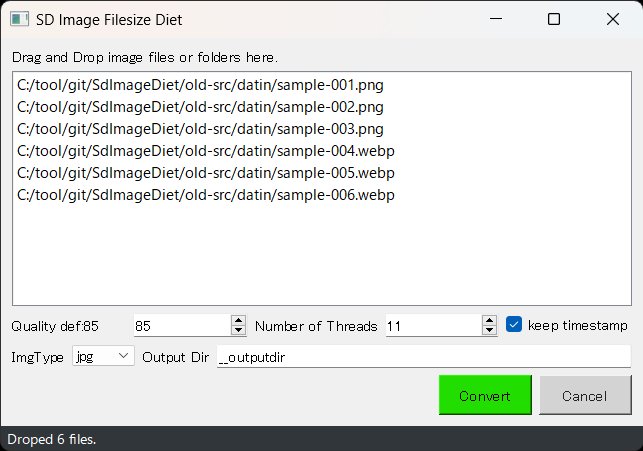 SD Image Filesize Diet
Drag and Drop image files or folders here.
C:/tool/git/SdImageDiet/old-src/datin/sample-001.png
C:/tool/git/SdImageDiet/old-src/datin/sample-002.png
C:/tool/git/SdImageDiet/old-src/datin/sample-003.png
C:/tool/git/SdImageDiet/old-src/datin/sample-004.webp
C:/tool/git/SdImageDiet/old-src/datin/sample-005.webp
C:/tool/git/SdImageDiet/old-src/datin/sample-006.webp
Quality def:85 85 Number of Threads 11 keep timestamp
ImgType jpg Output Dir __outputdir
Convert Cancel
Droped 6 files.